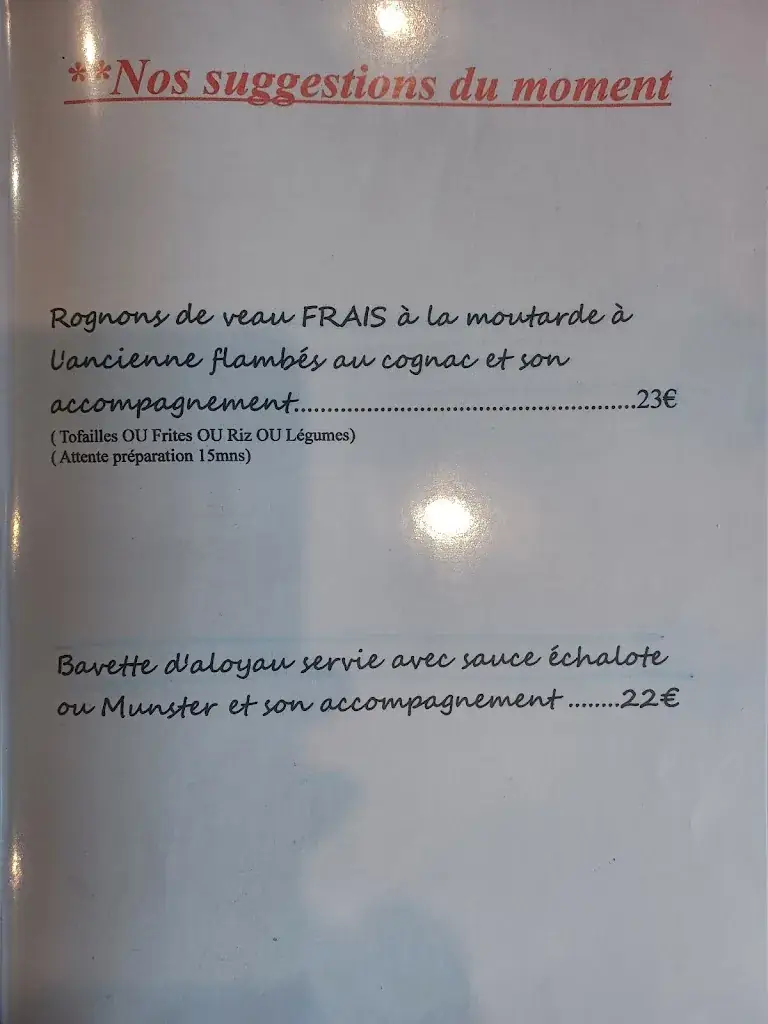 **Nos suggestions du moment
Rognons de veau FRAIS à la moutarde à
l'ancienne flambés au cognac et son
accompagnement...................................................23€
( Tofailles OU Frites OU Riz OU Légumes)
( Attente préparation 15mns)
Bavette d'aloyau servie avec sauce échalote
ou Munster et son accompagnement ........22€